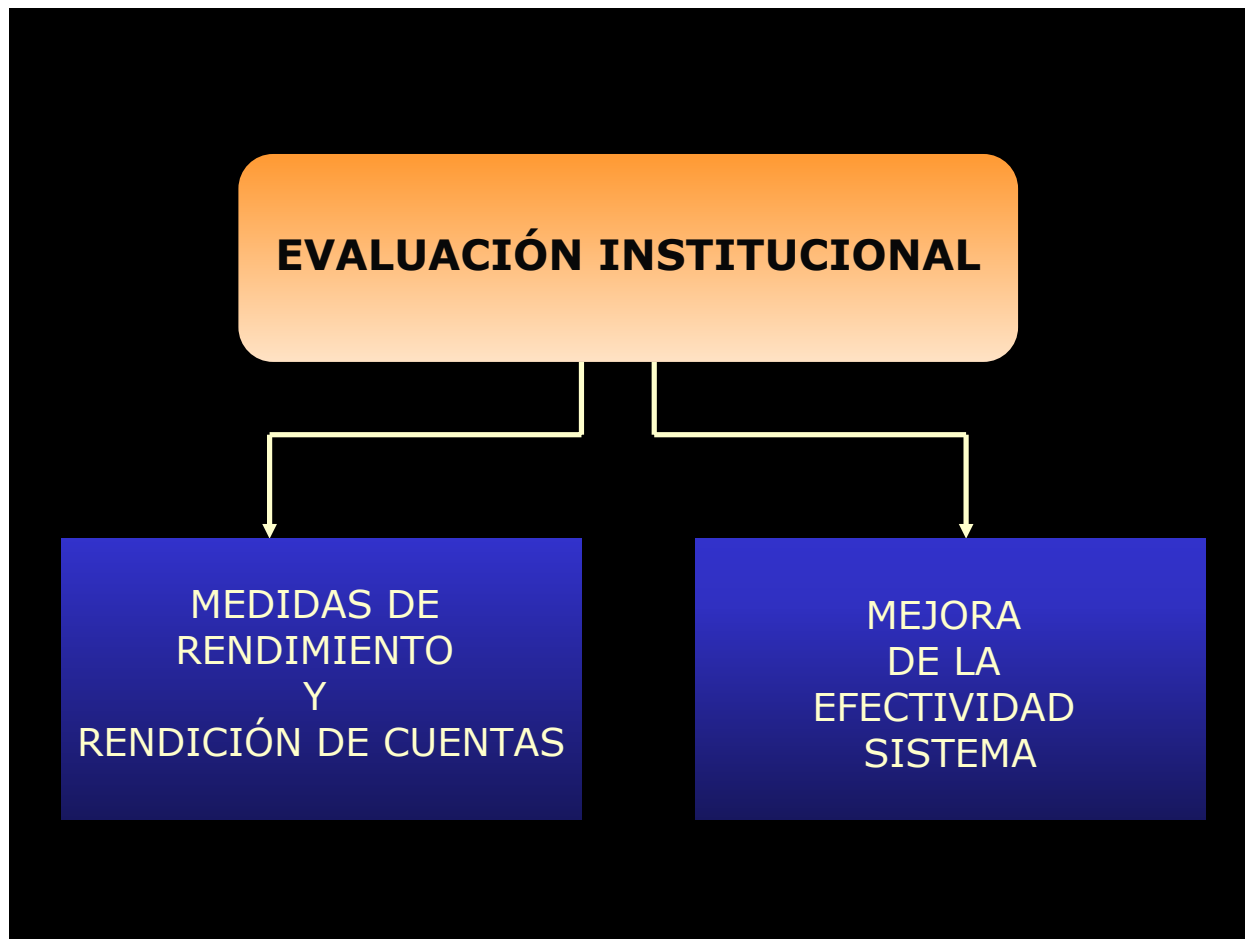 EVALUACIÓN INSTITUCIONAL
MEDIDAS DE
RENDIMIENTO
Y
RENDICIÓN DE CUENTAS
MEJORA
DE LA
EFECTIVIDAD
SISTEMA